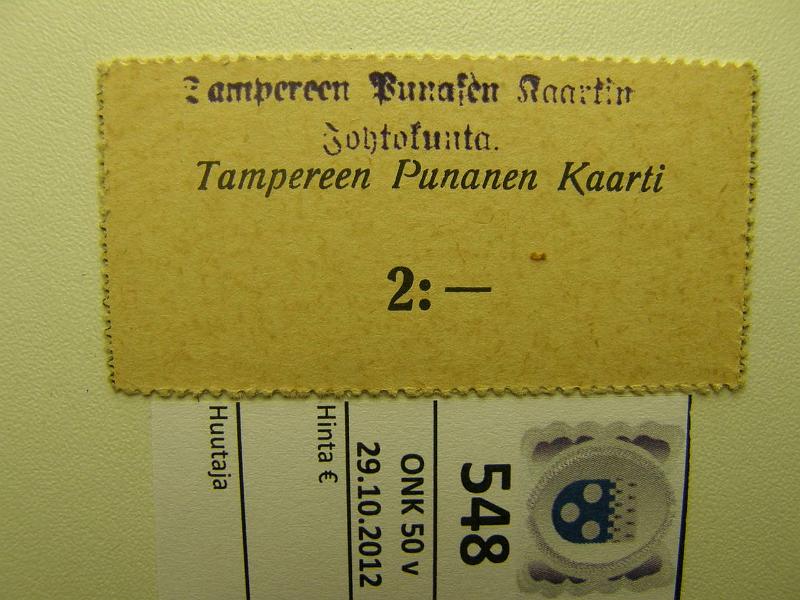 Tampereen Punasen Kaartin
Johtokunta.
Tampereen Punanen Kaarti
2: —
548
ONK 50 v
29.10.2012
Hinta €
Huutaja